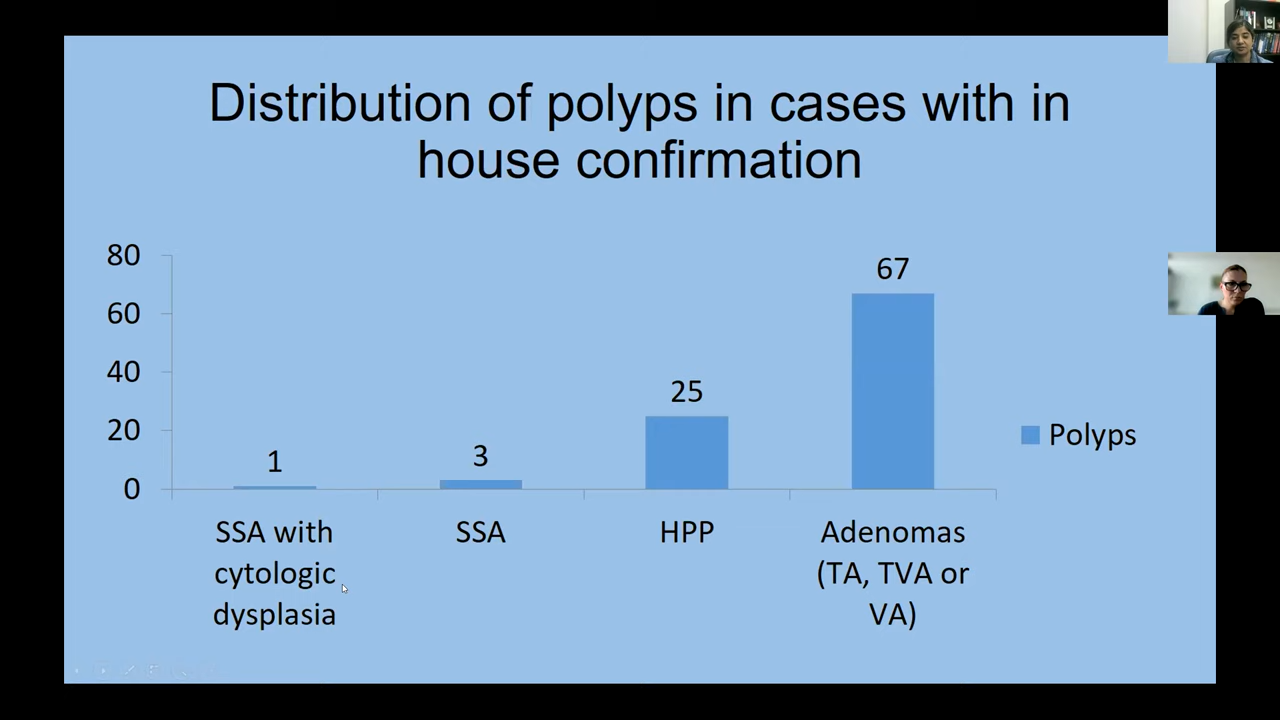 Distribution of polyps in cases with in
house confirmation
80
60
40
20
0
1
3
25
67
SSA with
cytologic
dysplasia
SSA
HPP
Adenomas
(TA, TVA or
VA)
Polyps